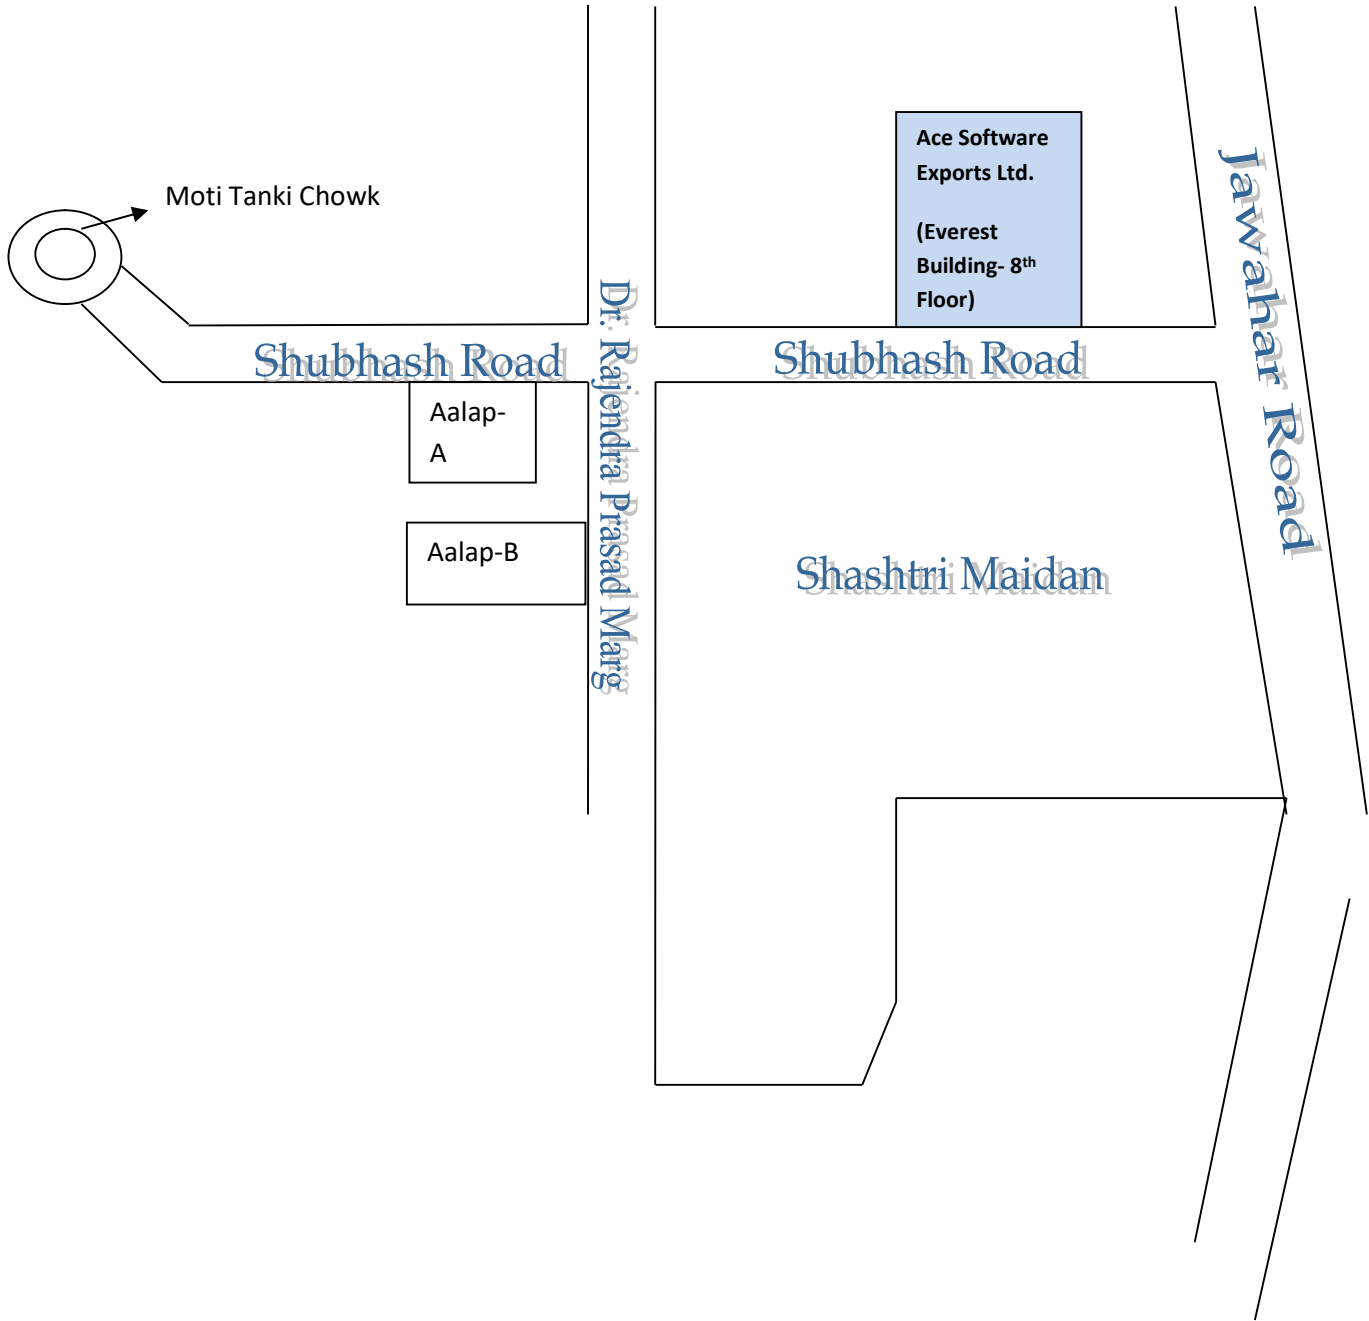 Ace Software
Exports Ltd.
(Everest
Building- 8th
Floor)
Moti Tanki Chowk
Jawahar Road
Dr. Rajendra Prasad Marg
Shubhash Road
Shubhash Road
Aalap-
A
Aalap-B
Shashtri Maidan